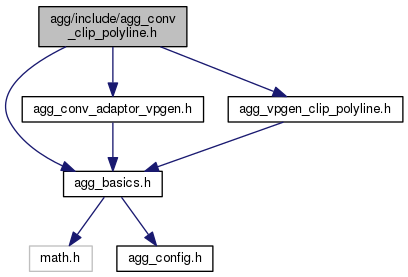 agg/include/agg_conv
_clip_polyline.h
agg_conv_adaptor_vpgen.h
agg_vpgen_clip_polyline.h
agg_basics.h
math.h
agg_config.h